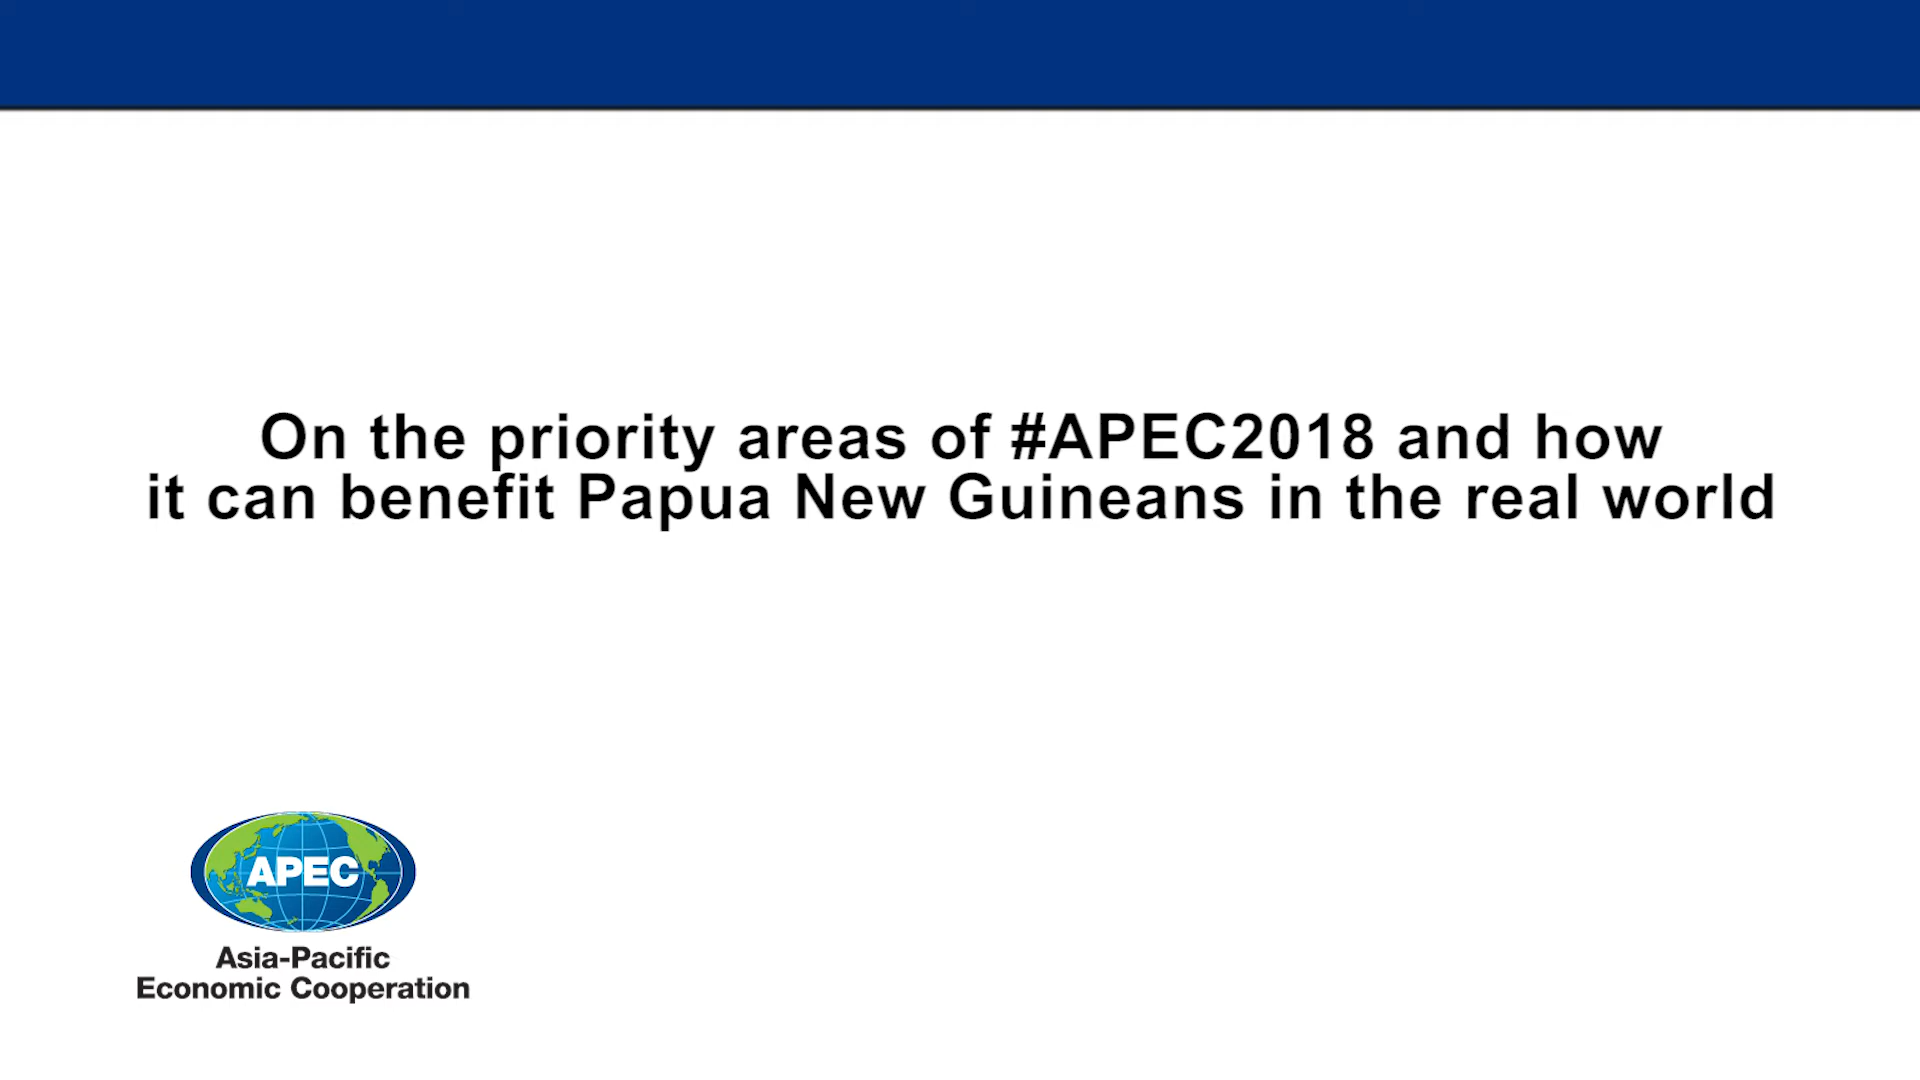 On the priority areas of #APEC2018 and how
it can benefit Papua New Guineans in the real world
APEC
Asia-Pacific
Economic Cooperation